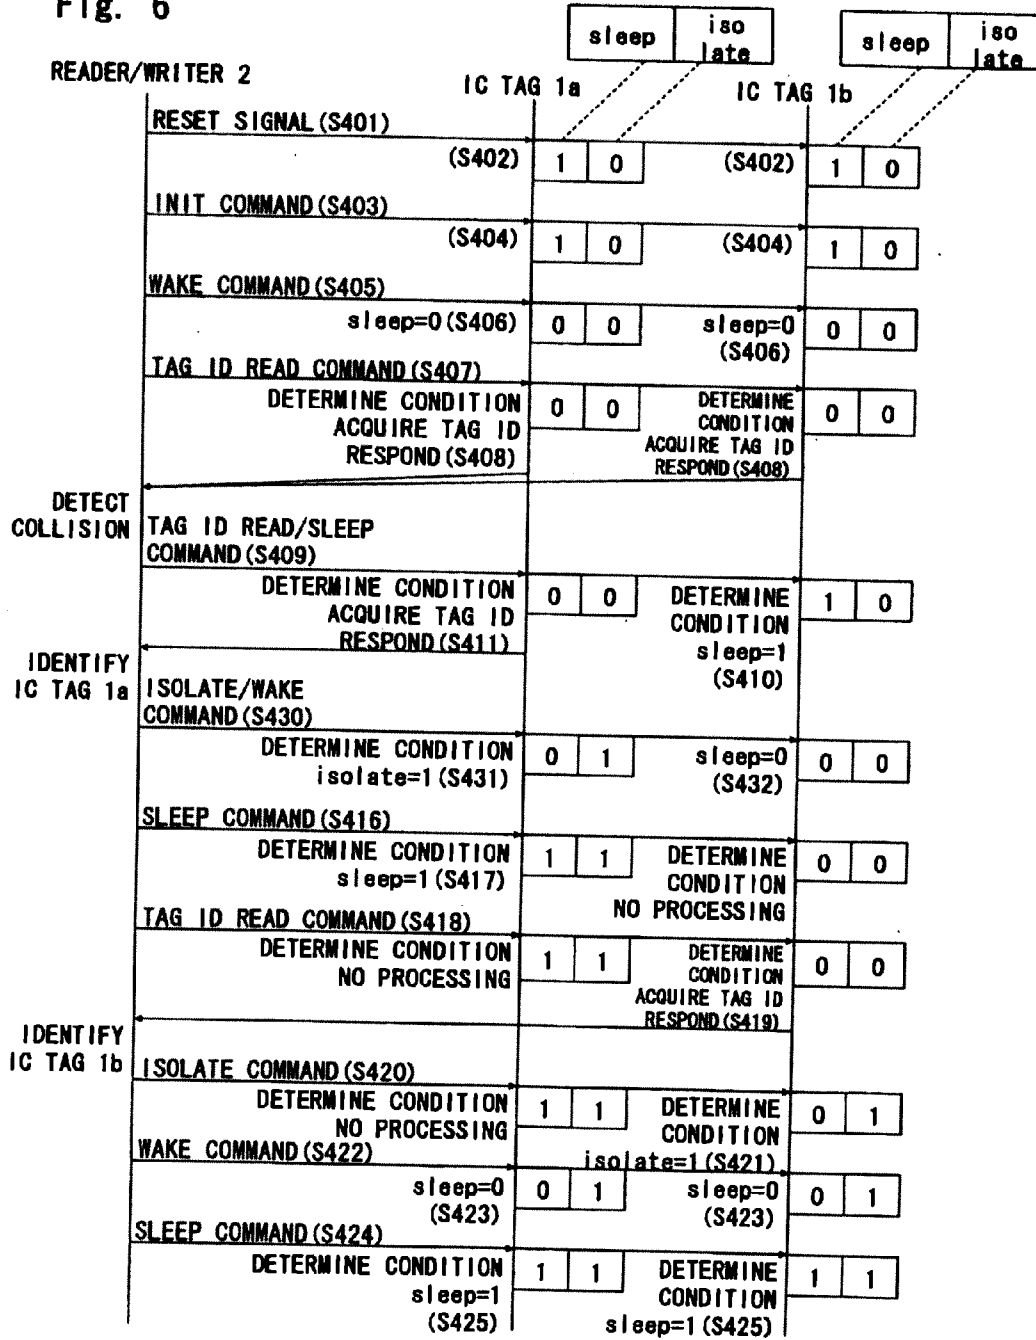 Fig. 6
sleep
iso
late
sleep
iso
late
READER/WRITER 2
IC TAG 1a
IC TAG 1b
RESET SIGNAL(S401)
(S402)
1 0
(S402)
1 0
INIT COMMAND(S403)
(S404)
1 0
(S404)
1 0
WAKE COMMAND(S405)
sleep=0(S406)
0 0
sleep=0
(S406)
0 0
TAG ID READ COMMAND(S407)
DETERMINE CONDITION
ACQUIRE TAG ID
RESPOND(S408)
0 0
DETERMINE
CONDITION
ACQUIRE TAG ID
RESPOND(S408)
0 0
DETECT
COLLISION
TAG ID READ/SLEEP
COMMAND(S409)
DETERMINE CONDITION
ACQUIRE TAG ID
RESPOND(S411)
0 0
DETERMINE
CONDITION
sleep=1
(S410)
1 0
IDENTIFY
IC TAG 1a
ISOLATE/WAKE
COMMAND(S430)
DETERMINE CONDITION
isolate=1(S431)
0 1
sleep=0
(S432)
0 0
SLEEP COMMAND(S416)
DETERMINE CONDITION
sleep=1(S417)
1 1
DETERMINE
CONDITION
NO PROCESSING
0 0
TAG ID READ COMMAND(S418)
DETERMINE CONDITION
NO PROCESSING
1 1
DETERMINE
CONDITION
ACQUIRE TAG ID
RESPOND(S419)
0 0
IDENTIFY
IC TAG 1b
ISOLATE COMMAND(S420)
DETERMINE CONDITION
NO PROCESSING
1 1
DETERMINE
CONDITION
isolate=1(S421)
0 1
WAKE COMMAND(S422)
sleep=0
(S423)
0 1
sleep=0
(S423)
0 1
SLEEP COMMAND(S424)
DETERMINE CONDITION
sleep=1
(S425)
1 1
DETERMINE
CONDITION
sleep=1(S425)
1 1